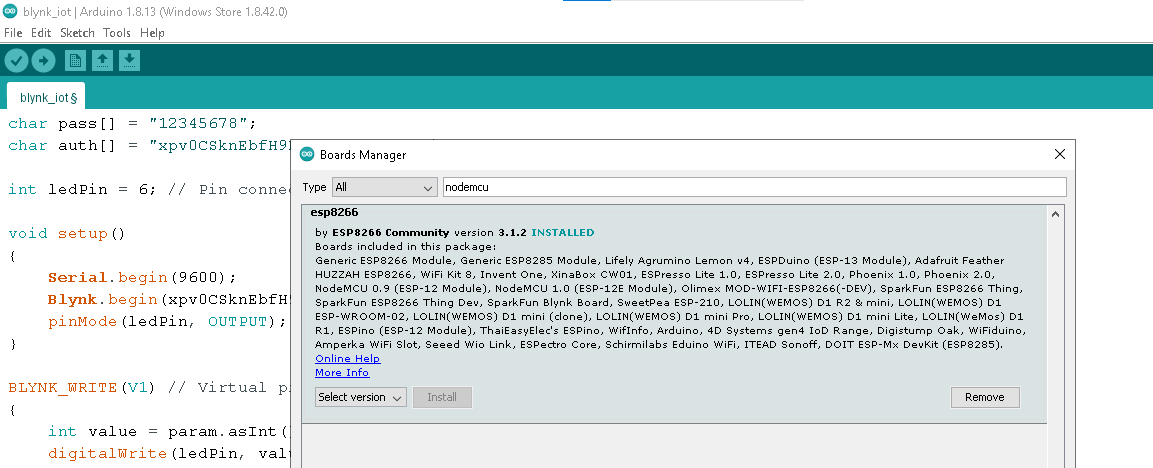 blynk_iot | Arduino 1.8.13 (Windows Store 1.8.42.0)
File Edit Sketch Tools Help
blynk_iot §
char pass[] = "12345678";
char auth[] = "xpv0CSknEbfH9
int ledPin = 6; // Pin conne
void setup()
{
Serial.begin(9600);
Blynk.begin(xpv0CSknEbfH
pinMode(ledPin, OUTPUT);
}
BLYNK_WRITE(V1) // Virtual p
{
int value = param.asInt(
digitalWrite(ledPin, val
Boards Manager
Type All nodemcu
esp8266
by ESP8266 Community version 3.1.2 INSTALLED
Boards included in this package:
Generic ESP8266 Module, Generic ESP8285 Module, Lifely Agrumino Lemon v4, ESPDuino (ESP-13 Module), Adafruit Feather
HUZZAH ESP8266, WiFi Kit 8, Invent One, XinaBox CW01, ESPresso Lite 1.0, ESPresso Lite 2.0, Phoenix 1.0, Phoenix 2.0,
NodeMCU 0.9 (ESP-12 Module), NodeMCU 1.0 (ESP-12E Module), Olimex MOD-WIFI-ESP8266(-DEV), SparkFun ESP8266 Thing,
SparkFun ESP8266 Thing Dev, SparkFun Blynk Board, SweetPea ESP-210, LOLIN(WEMOS) D1 R2 & mini, LOLIN(WEMOS) D1
ESP-WROOM-02, LOLIN(WEMOS) D1 mini (clone), LOLIN(WEMOS) D1 mini Pro, LOLIN(WEMOS) D1 mini Lite, LOLIN(WeMos) D1
R1, ESPino (ESP-12 Module), ThaiEasyElec's ESPino, WifInfo, Arduino, 4D Systems gen4 IoD Range, Digistump Oak, WiFiduino,
Amperka WiFi Slot, Seeed Wio Link, ESPectro Core, Schirmilabs Eduino WiFi, ITEAD Sonoff, DOIT ESP-Mx DevKit (ESP8285).
Online Help
More Info
Select version Install Remove